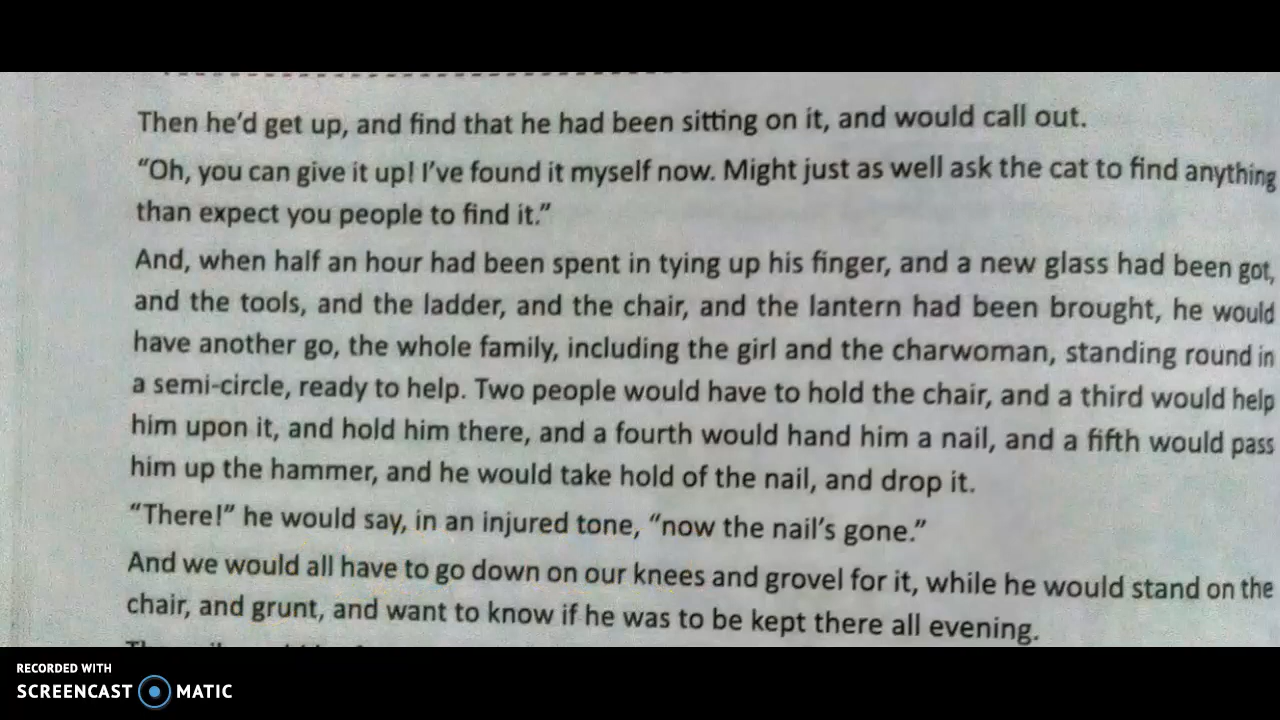 Then he'd get up, and find that he had been sitting on it, and would call out.
“Oh, you can give it up! I've found it myself now. Might just as well ask the cat to find anything
than expect you people to find it.”
And, when half an hour had been spent in tying up his finger, and a new glass had been got,
and the tools, and the ladder, and the chair, and the lantern had been brought, he would
have another go, the whole family, including the girl and the charwoman, standing round in
a semi-circle, ready to help. Two people would have to hold the chair, and a third would help
him upon it, and hold him there, and a fourth would hand him a nail, and a fifth would pass
him up the hammer, and he would take hold of the nail, and drop it.
“There!” he would say, in an injured tone, “now the nail's gone.”
And we would all have to go down on our knees and grovel for it, while he would stand on the
chair, and grunt, and want to know if he was to be kept there all evening.
RECORDED WITH
SCREENCAST MATIC